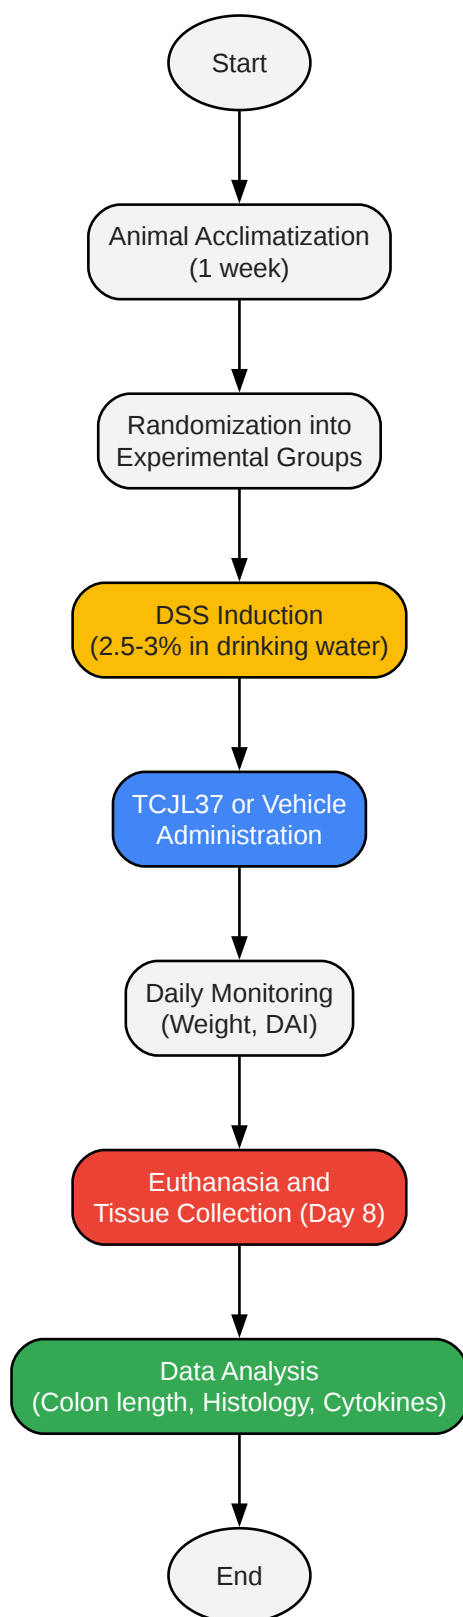 Start
Animal Acclimatization
(1 week)
Randomization into
Experimental Groups
DSS Induction
(2.5-3% in drinking water)
TCJL37 or Vehicle
Administration
Daily Monitoring
(Weight, DAI)
Euthanasia and
Tissue Collection (Day 8)
Data Analysis
(Colon length, Histology, Cytokines)
End